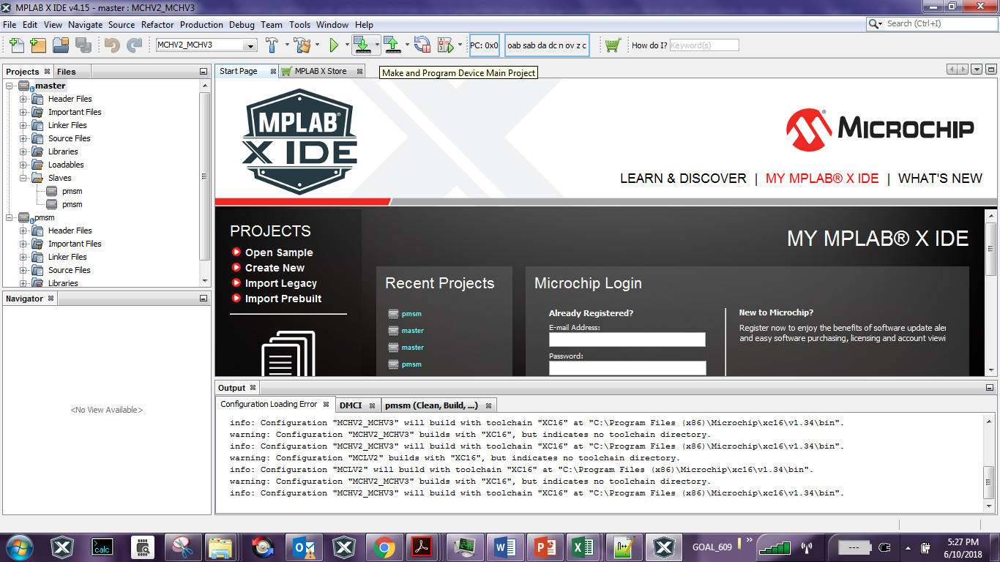 MPLAB X IDE v4.15 - master : MCHV2_MCHV3
File Edit View Navigate Source Refactor Production Debug Team Tools Window Help
Search (Ctrl+I)
MCHV2_MCHV3
PC: 0x0
oab sab da dc n ov z c
How do I? Keyword(s)
Projects Files
Start Page MPLAB X Store
Make and Program Device Main Project
master
Header Files
Important Files
Linker Files
Source Files
Libraries
Loadables
Slaves
pmsm
pmsm
pmsm
Header Files
Important Files
Linker Files
Source Files
Libraries
Navigator
<No View Available>
MPLAB®
X IDE
MICROCHIP
LEARN & DISCOVER | MY MPLAB® X IDE | WHAT'S NEW
PROJECTS
Open Sample
Create New
Import Legacy
Import Prebuilt
MY MPLAB® X IDE
Recent Projects
pmsm
master
master
pmsm
Microchip Login
Already Registered?
E-mail Address:
Password:
New to Microchip?
Register now to enjoy the benefits of software update aler
and easy software purchasing, licensing and account viewi
Output
Configuration Loading Error DMCI pmsm (Clean, Build, ...)
info: Configuration "MCHV2_MCHV3" will build with toolchain "XC16" at "C:\Program Files (x86)\Microchip\xc16\v1.34\bin".
warning: Configuration "MCHV2_MCHV3" builds with "XC16", but indicates no toolchain directory.
info: Configuration "MCHV2_MCHV3" will build with toolchain "XC16" at "C:\Program Files (x86)\Microchip\xc16\v1.34\bin".
warning: Configuration "MCLV2" builds with "XC16", but indicates no toolchain directory.
info: Configuration "MCLV2" will build with toolchain "XC16" at "C:\Program Files (x86)\Microchip\xc16\v1.34\bin".
warning: Configuration "MCHV2_MCHV3" builds with "XC16", but indicates no toolchain directory.
info: Configuration "MCHV2_MCHV3" will build with toolchain "XC16" at "C:\Program Files (x86)\Microchip\xc16\v1.34\bin".
calc
GOAL_609
---
5:27 PM
6/10/2018